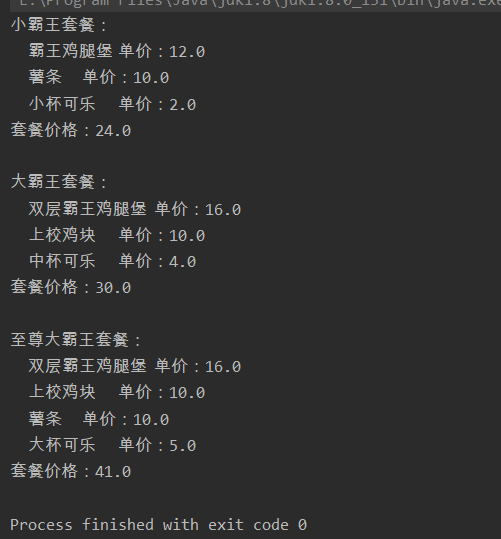 E:\Program Files\Java\jdk1.8\jdk1.8.0_151\bin\java.exe
小霸王套餐：
霸王鸡腿堡 单价：12.0
薯条 单价：10.0
小杯可乐 单价：2.0
套餐价格：24.0
大霸王套餐：
双层霸王鸡腿堡 单价：16.0
上校鸡块 单价：10.0
中杯可乐 单价：4.0
套餐价格：30.0
至尊大霸王套餐：
双层霸王鸡腿堡 单价：16.0
上校鸡块 单价：10.0
薯条 单价：10.0
大杯可乐 单价：5.0
套餐价格：41.0
Process finished with exit code 0